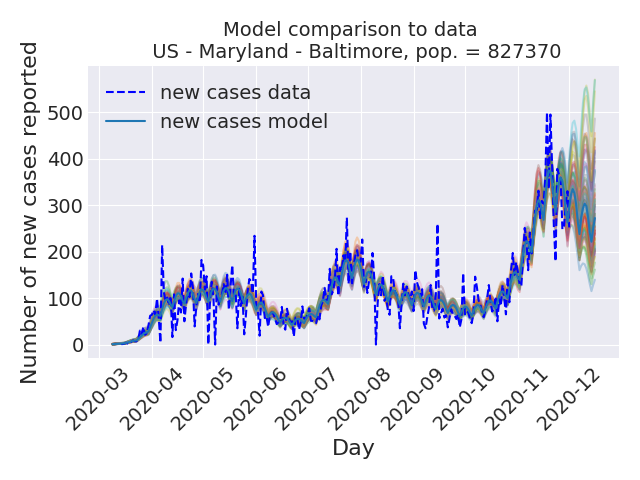 Model comparison to data
US - Maryland - Baltimore, pop. = 827370
Number of new cases reported
500
400
300
200
100
0
new cases data
new cases model
2020-03
2020-04
2020-05
2020-06
2020-07
2020-08
2020-09
2020-10
2020-11
2020-12
Day